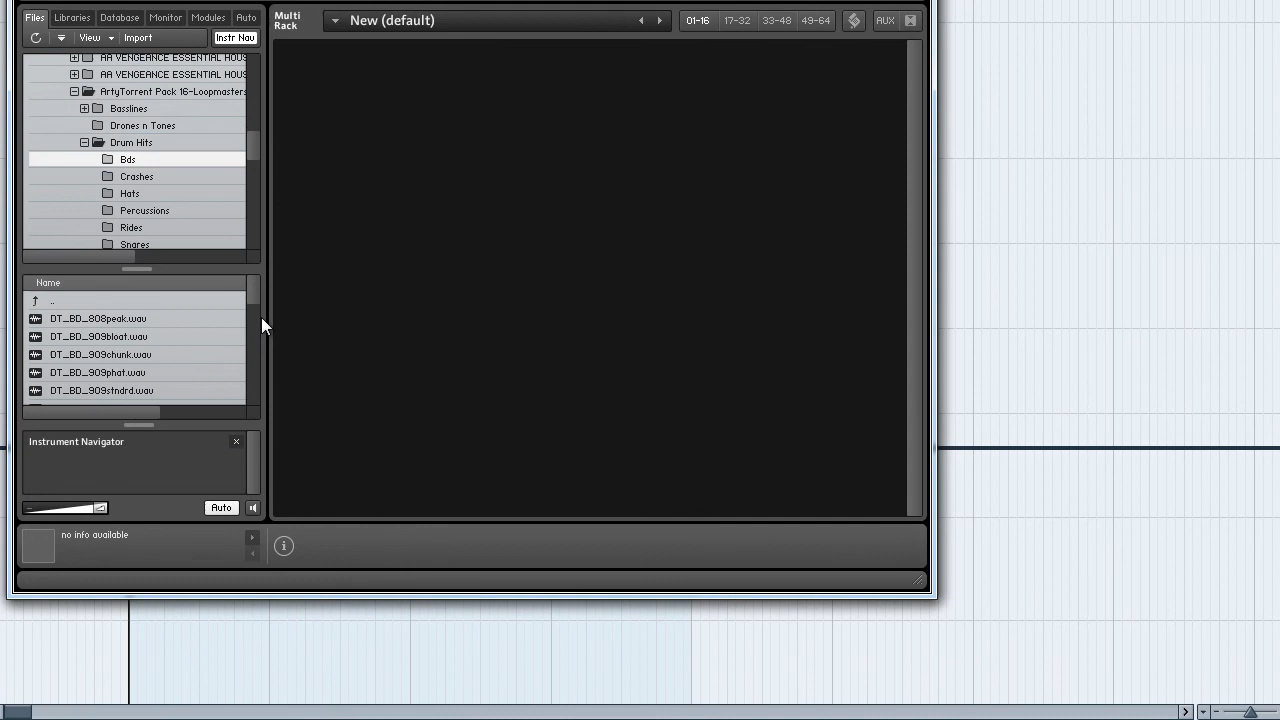 Files Libraries Database Monitor Modules Auto
Multi Rack
New (default)
01-16 17-32 33-48 49-64
AUX
View Import Instr Nav
AA VENGEANCE ESSENTIAL HOUS
AA VENGEANCE ESSENTIAL HOUS
ArtyTorrent Pack 16-Loopmasters
Basslines
Drones n Tones
Drum Hits
Bds
Crashes
Hats
Percussions
Rides
Snares
Name
..
DT_BD_808peak.wav
DT_BD_909bloat.wav
DT_BD_909chunk.wav
DT_BD_909phat.wav
DT_BD_909stndrd.wav
Instrument Navigator
Auto
no info available